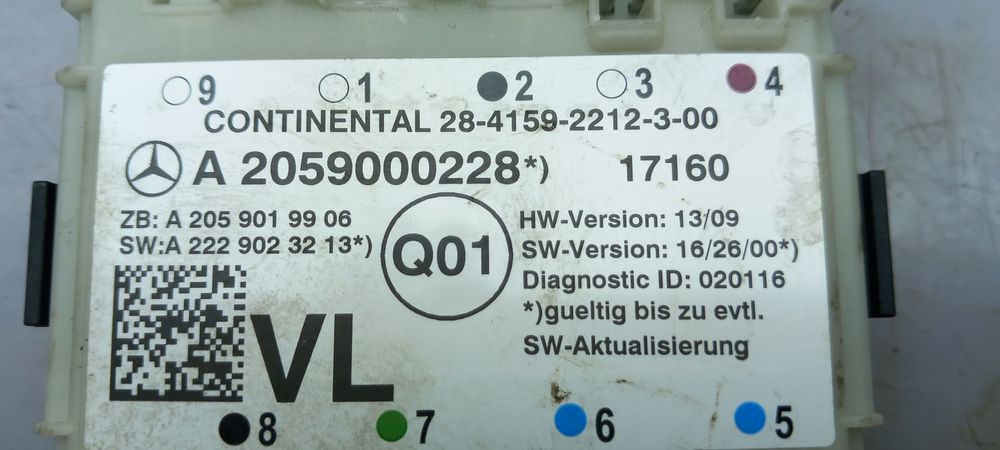 9 1 2 3 4
CONTINENTAL 28-4159-2212-3-00
A 2059000228*) 17160
ZB: A 205 901 99 06
SW:A 222 902 32 13*)
Q01
HW-Version: 13/09
SW-Version: 16/26/00*)
Diagnostic ID: 020116
*)gueltig bis zu evtl.
SW-Aktualisierung
VL
8 7 6 5